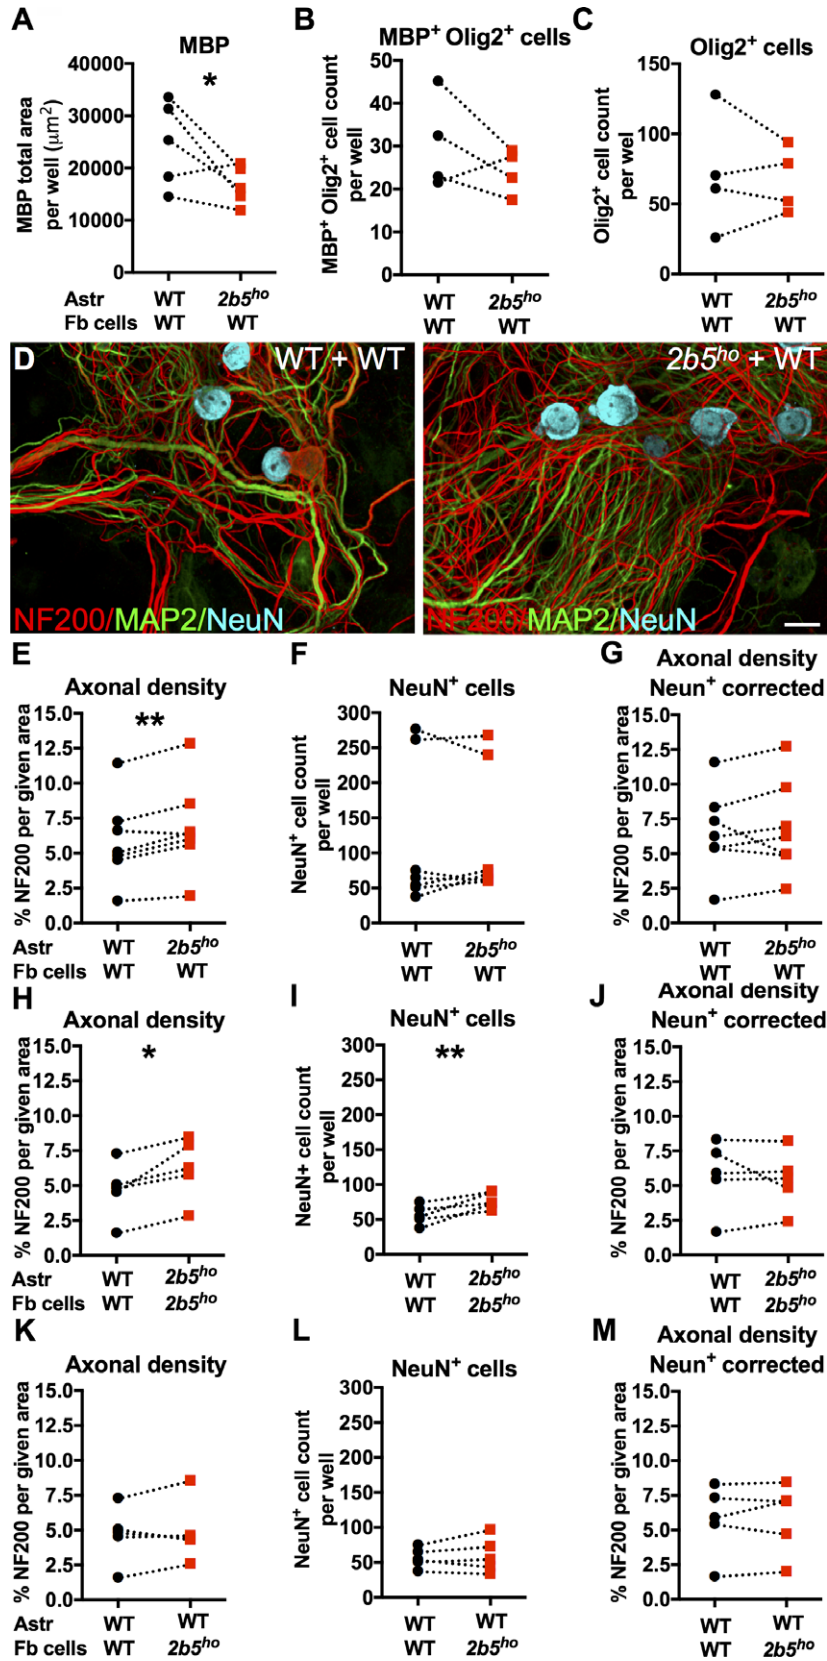 A
MBP
*
MBP total area
per well (μm²)
40000
30000
20000
10000
0
Astr WT 2b5ʰᵒ
Fb cells WT WT
B
MBP⁺ Olig2⁺ cells
MBP⁺ Olig2⁺ cell count
per well
50
40
30
20
10
0
WT 2b5ʰᵒ
WT WT
C
Olig2⁺ cells
Olig2⁺ cell count
per wel
150
100
50
0
WT 2b5ʰᵒ
WT WT
D
WT + WT
NF200/MAP2/NeuN
2b5ʰᵒ + WT
NF200/MAP2/NeuN
E
Axonal density
**
% NF200 per given area
15.0
12.5
10.0
7.5
5.0
2.5
0.0
Astr WT 2b5ʰᵒ
Fb cells WT WT
F
NeuN⁺ cells
NeuN⁺ cell count
per well
300
250
200
150
100
50
0
WT 2b5ʰᵒ
WT WT
G
Axonal density
Neun⁺ corrected
% NF200 per given area
15.0
12.5
10.0
7.5
5.0
2.5
0.0
WT 2b5ʰᵒ
WT WT
H
Axonal density
*
% NF200 per given area
15.0
12.5
10.0
7.5
5.0
2.5
0.0
Astr WT 2b5ʰᵒ
Fb cells WT 2b5ʰᵒ
I
NeuN⁺ cells
**
NeuN+ cell count
per well
300
250
200
150
100
50
0
WT 2b5ʰᵒ
WT 2b5ʰᵒ
J
Axonal density
Neun⁺ corrected
% NF200 per given area
15.0
12.5
10.0
7.5
5.0
2.5
0.0
WT 2b5ʰᵒ
WT 2b5ʰᵒ
K
Axonal density
% NF200 per given area
15.0
12.5
10.0
7.5
5.0
2.5
0.0
Astr WT WT
Fb cells WT 2b5ʰᵒ
L
NeuN⁺ cells
NeuN⁺ cell count
per well
300
250
200
150
100
50
0
WT WT
WT 2b5ʰᵒ
M
Axonal density
Neun⁺ corrected
% NF200 per given area
15.0
12.5
10.0
7.5
5.0
2.5
0.0
WT WT
WT 2b5ʰᵒ